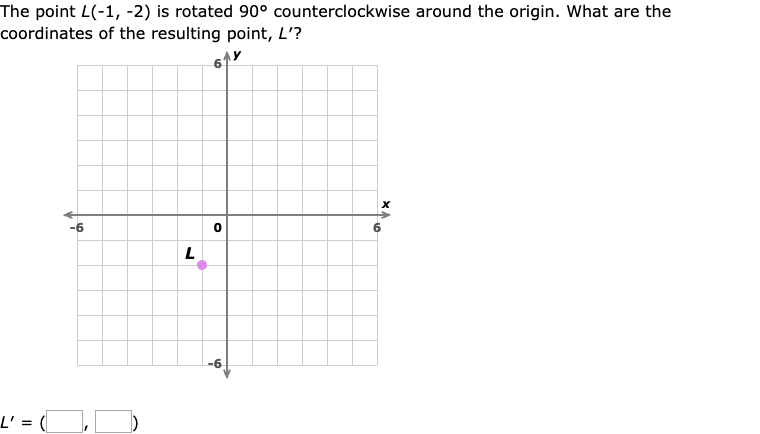 The point L(-1, -2) is rotated 90° counterclockwise around the origin. What are the
coordinates of the resulting point, L′?
6 y
x
-6 0 6
L
-6
L′ = ( , )